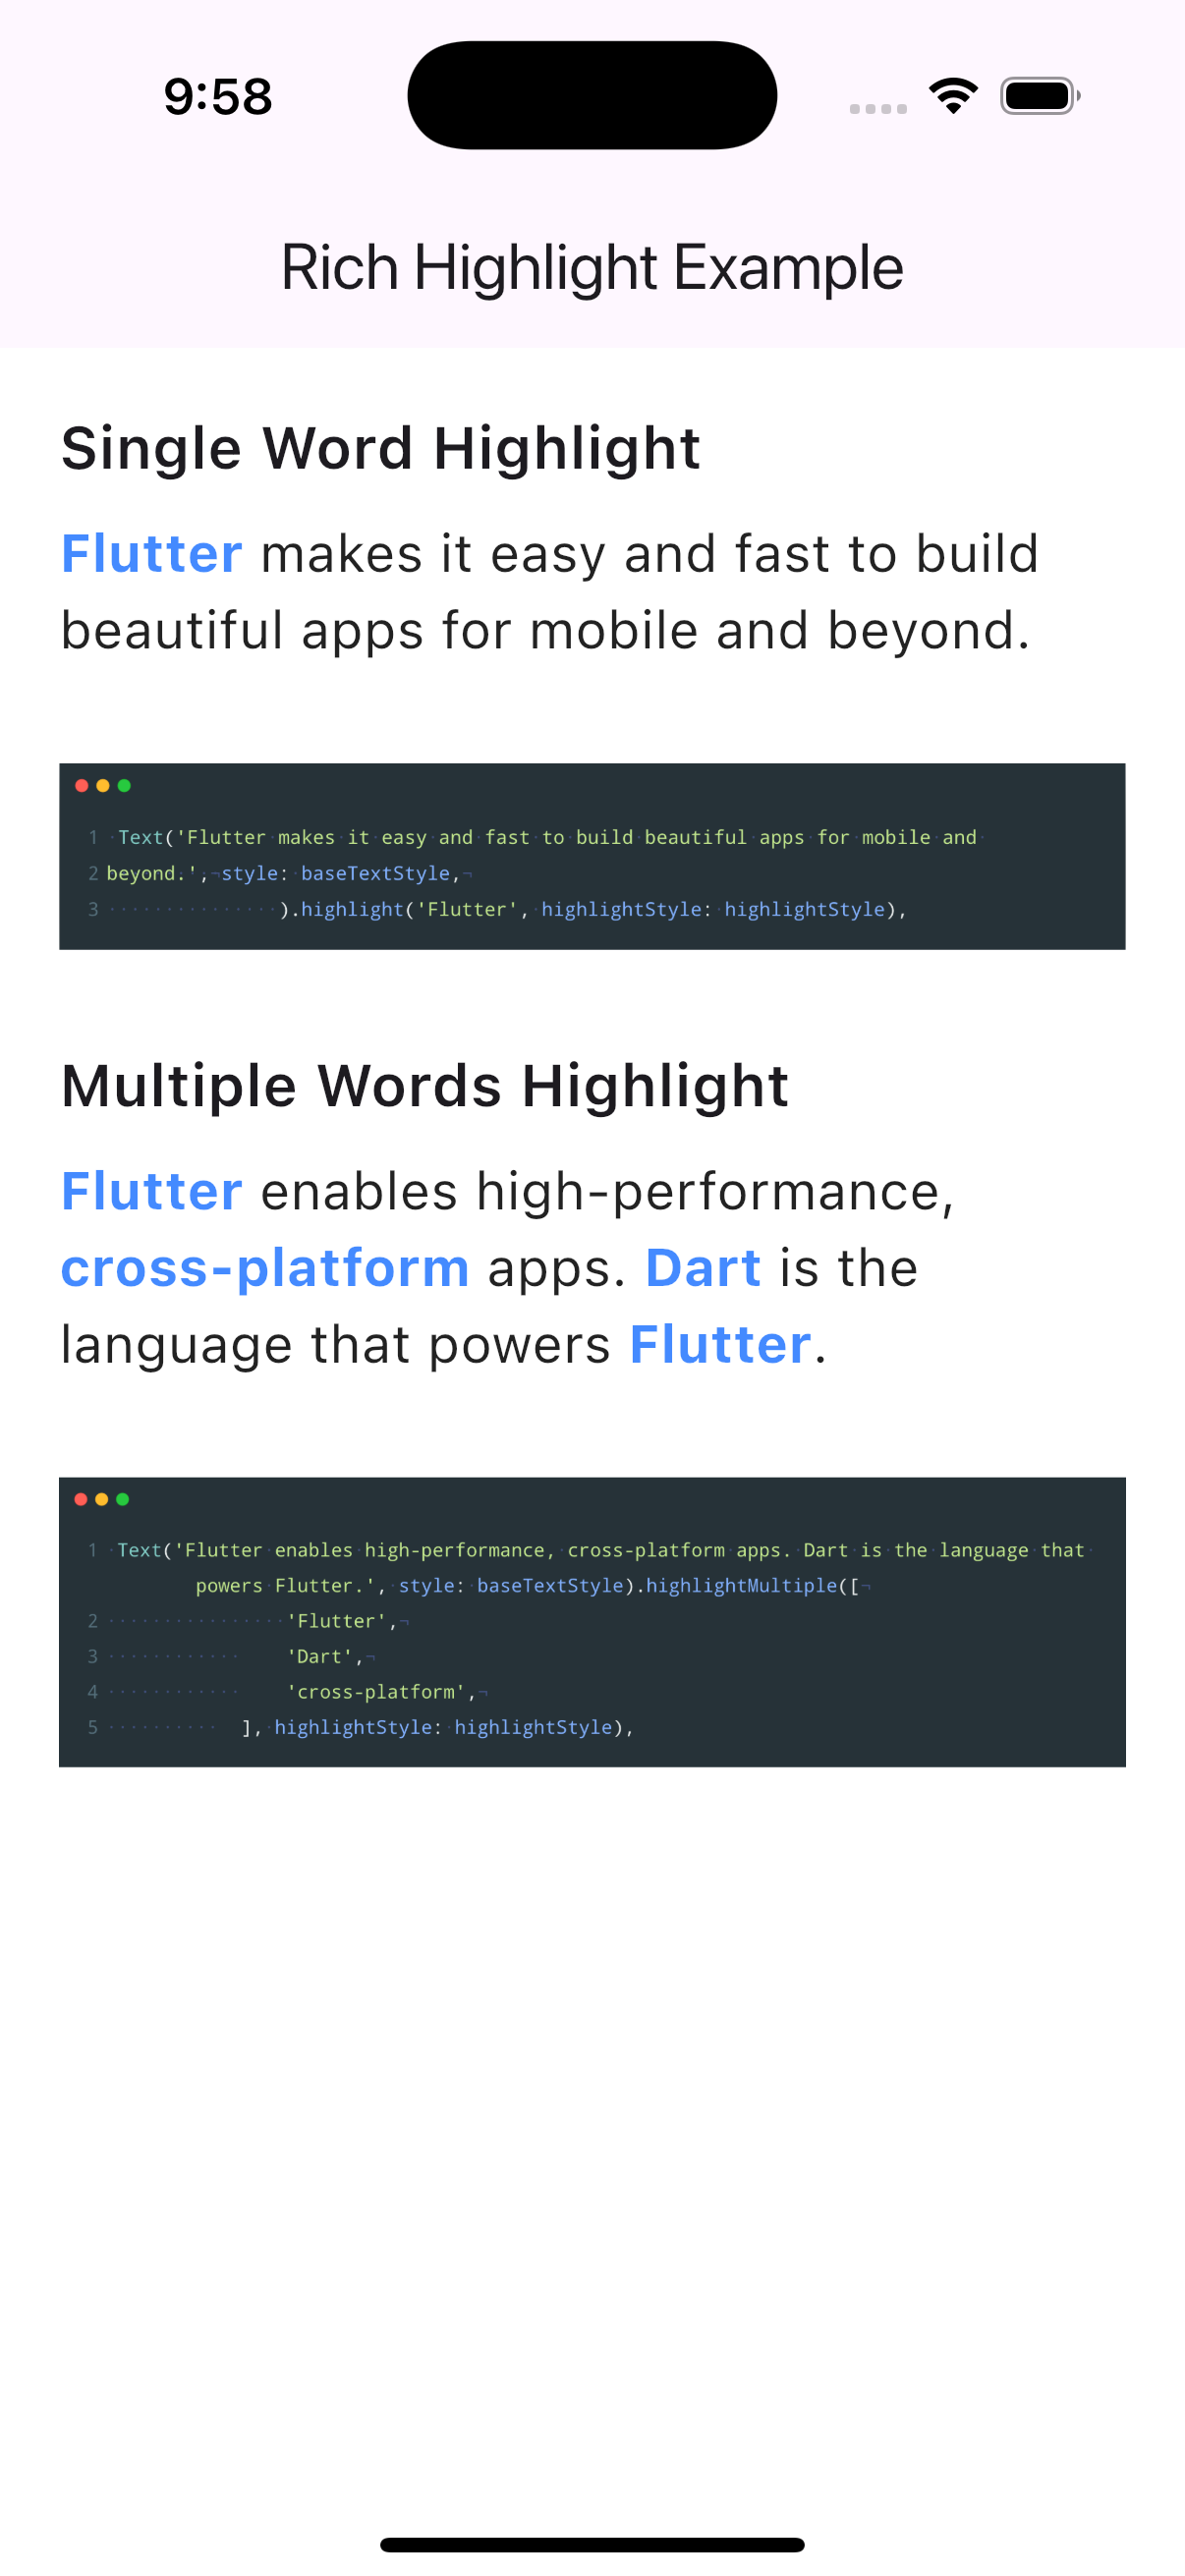 9:58
Rich Highlight Example
Single Word Highlight
Flutter makes it easy and fast to build
beautiful apps for mobile and beyond.
1 Text('Flutter makes it easy and fast to build beautiful apps for mobile and
2 beyond.',¬style: baseTextStyle,¬
3 ).highlight('Flutter', highlightStyle: highlightStyle),
Multiple Words Highlight
Flutter enables high-performance,
cross-platform apps. Dart is the
language that powers Flutter.
1 Text('Flutter enables high-performance, cross-platform apps. Dart is the language that
powers Flutter.', style: baseTextStyle).highlightMultiple([¬
2 'Flutter',¬
3 'Dart',¬
4 'cross-platform',¬
5 ], highlightStyle: highlightStyle),